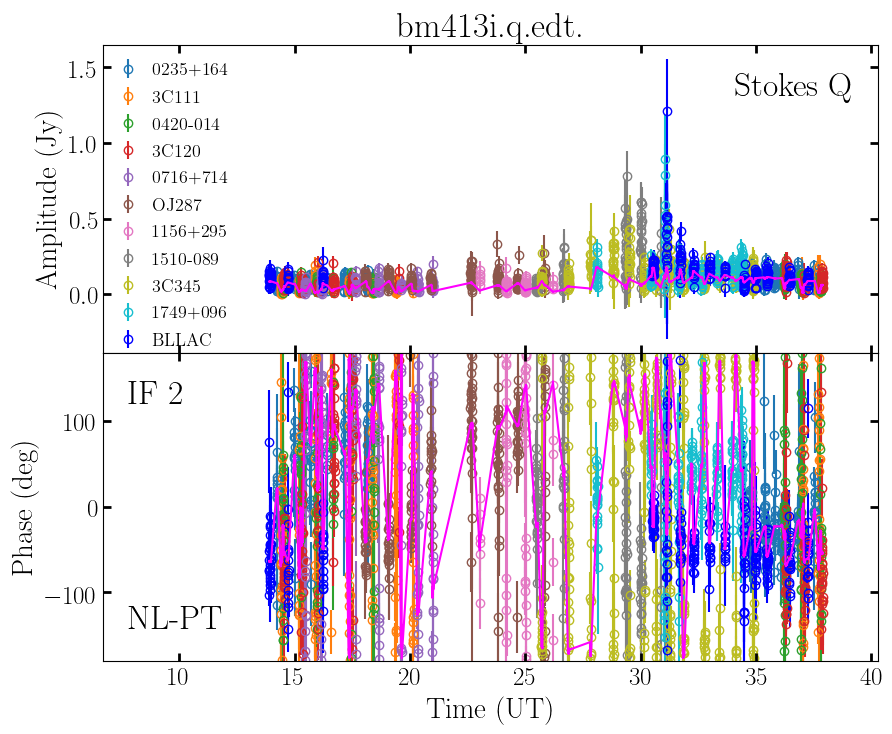 bm413i.q.edt.
Stokes Q
Amplitude (Jy)
1.5
1.0
0.5
0.0
0235+164
3C111
0420-014
3C120
0716+714
OJ287
1156+295
1510-089
3C345
1749+096
BLLAC
IF 2
NL-PT
Phase (deg)
100
0
−100
10 15 20 25 30 35 40
Time (UT)